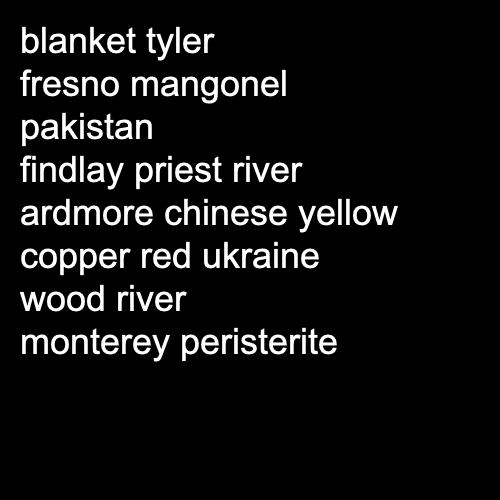 blanket tyler
fresno mangonel
pakistan
findlay priest river
ardmore chinese yellow
copper red ukraine
wood river
monterey peristerite